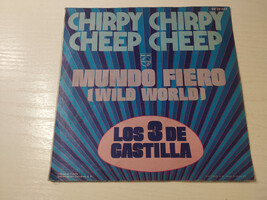 CHIRPY CHIRPY
CHEEP CHEEP
MUNDO FIERO
(WILD WORLD)
LOS 3 DE
CASTILLA